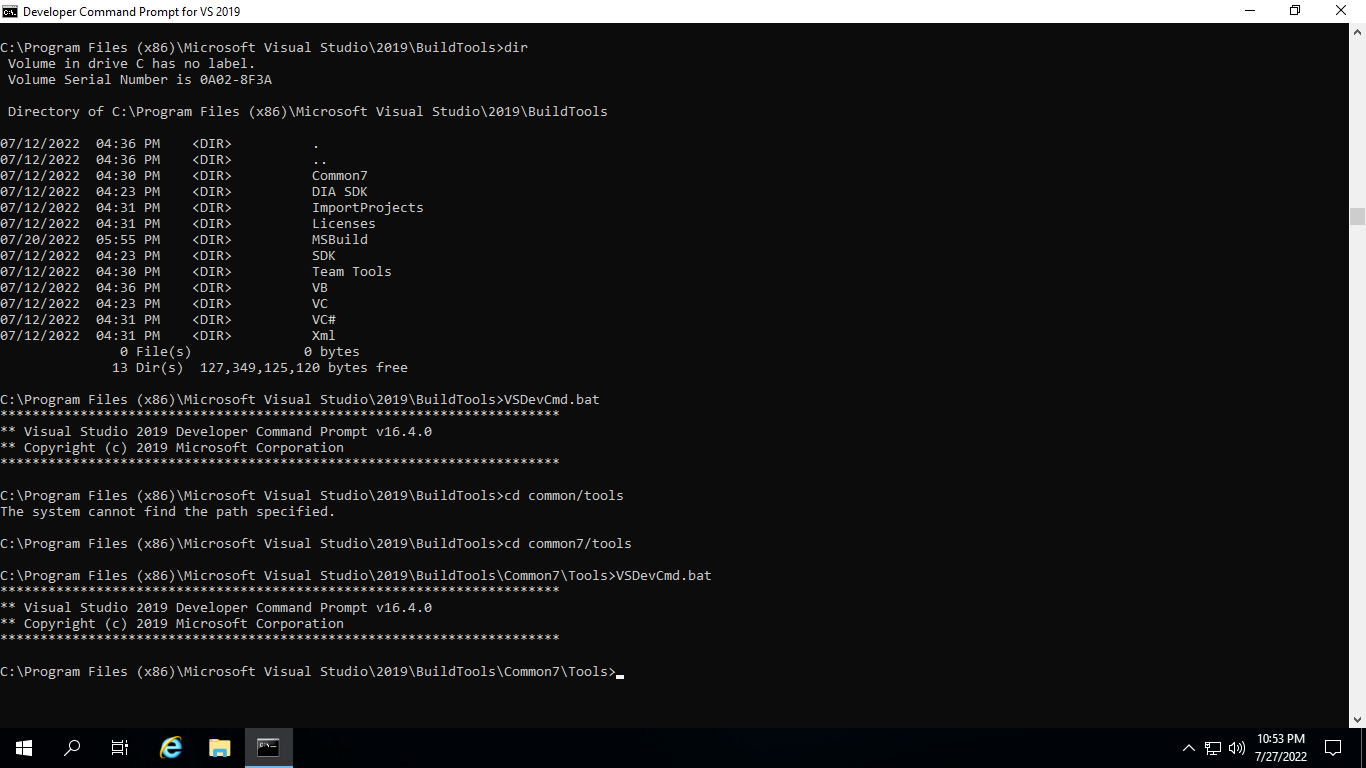 Developer Command Prompt for VS 2019
C:\Program Files (x86)\Microsoft Visual Studio\2019\BuildTools>dir
 Volume in drive C has no label.
 Volume Serial Number is 0A02-8F3A
 Directory of C:\Program Files (x86)\Microsoft Visual Studio\2019\BuildTools
07/12/2022  04:36 PM    <DIR>          .
07/12/2022  04:36 PM    <DIR>          ..
07/12/2022  04:30 PM    <DIR>          Common7
07/12/2022  04:23 PM    <DIR>          DIA SDK
07/12/2022  04:31 PM    <DIR>          ImportProjects
07/12/2022  04:31 PM    <DIR>          Licenses
07/20/2022  05:55 PM    <DIR>          MSBuild
07/12/2022  04:23 PM    <DIR>          SDK
07/12/2022  04:30 PM    <DIR>          Team Tools
07/12/2022  04:36 PM    <DIR>          VB
07/12/2022  04:23 PM    <DIR>          VC
07/12/2022  04:31 PM    <DIR>          VC#
07/12/2022  04:31 PM    <DIR>          Xml
               0 File(s)              0 bytes
              13 Dir(s)  127,349,125,120 bytes free
C:\Program Files (x86)\Microsoft Visual Studio\2019\BuildTools>VSDevCmd.bat
**********************************************************************
** Visual Studio 2019 Developer Command Prompt v16.4.0
** Copyright (c) 2019 Microsoft Corporation
**********************************************************************
C:\Program Files (x86)\Microsoft Visual Studio\2019\BuildTools>cd common/tools
The system cannot find the path specified.
C:\Program Files (x86)\Microsoft Visual Studio\2019\BuildTools>cd common7/tools
C:\Program Files (x86)\Microsoft Visual Studio\2019\BuildTools\Common7\Tools>VSDevCmd.bat
**********************************************************************
** Visual Studio 2019 Developer Command Prompt v16.4.0
** Copyright (c) 2019 Microsoft Corporation
**********************************************************************
C:\Program Files (x86)\Microsoft Visual Studio\2019\BuildTools\Common7\Tools>
10:53 PM
7/27/2022